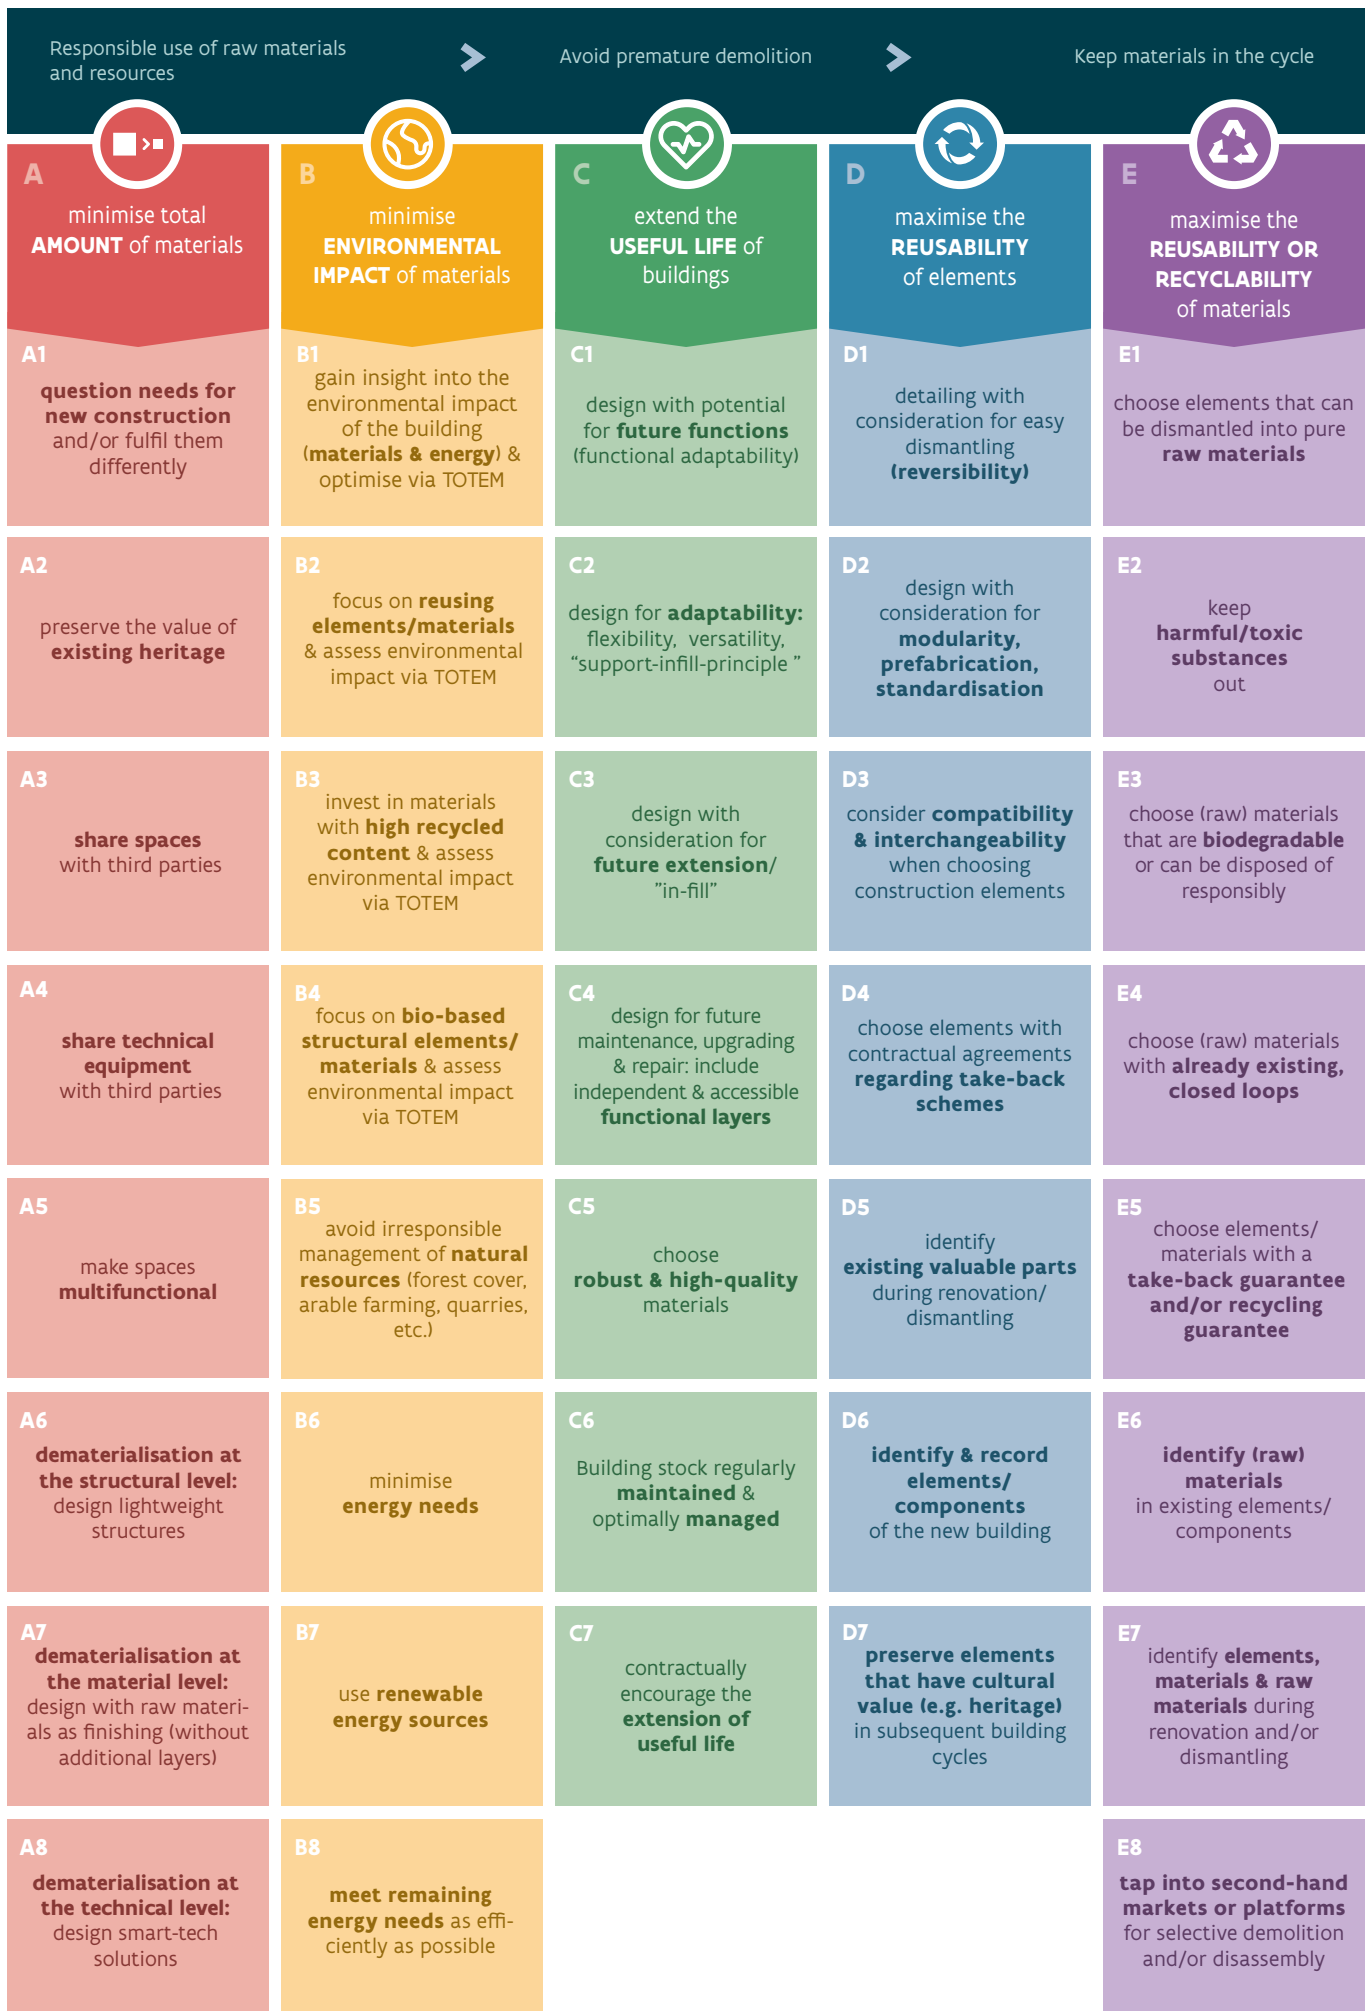 Responsible use of raw materials
and resources
Avoid premature demolition
Keep materials in the cycle
A
minimise total
AMOUNT of materials
B
minimise
ENVIRONMENTAL
IMPACT of materials
C
extend the
USEFUL LIFE of
buildings
D
maximise the
REUSABILITY
of elements
E
maximise the
REUSABILITY OR
RECYCLABILITY
of materials
A1
question needs for
new construction
and/or fulfil them
differently
B1
gain insight into the
environmental impact
of the building
(materials & energy) &
optimise via TOTEM
C1
design with potential
for future functions
(functional adaptability)
D1
detailing with
consideration for easy
dismantling
(reversibility)
E1
choose elements that can
be dismantled into pure
raw materials
A2
preserve the value of
existing heritage
B2
focus on reusing
elements/materials
& assess environmental
impact via TOTEM
C2
design for adaptability:
flexibility, versatility,
“support-infill-principle ”
D2
design with
consideration for
modularity,
prefabrication,
standardisation
E2
keep
harmful/toxic
substances
out
A3
share spaces
with third parties
B3
invest in materials
with high recycled
content & assess
environmental impact
via TOTEM
C3
design with
consideration for
future extension/
”in-fill”
D3
consider compatibility
& interchangeability
when choosing
construction elements
E3
choose (raw) materials
that are biodegradable
or can be disposed of
responsibly
A4
share technical
equipment
with third parties
B4
focus on bio-based
structural elements/
materials & assess
environmental impact
via TOTEM
C4
design for future
maintenance, upgrading
& repair: include
independent & accessible
functional layers
D4
choose elements with
contractual agreements
regarding take-back
schemes
E4
choose (raw) materials
with already existing,
closed loops
A5
make spaces
multifunctional
B5
avoid irresponsible
management of natural
resources (forest cover,
arable farming, quarries,
etc.)
C5
choose
robust & high-quality
materials
D5
identify
existing valuable parts
during renovation/
dismantling
E5
choose elements/
materials with a
take-back guarantee
and/or recycling
guarantee
A6
dematerialisation at
the structural level:
design lightweight
structures
B6
minimise
energy needs
C6
Building stock regularly
maintained &
optimally managed
D6
identify & record
elements/
components
of the new building
E6
identify (raw)
materials
in existing elements/
components
A7
dematerialisation at
the material level:
design with raw materi-
als as finishing (without
additional layers)
B7
use renewable
energy sources
C7
contractually
encourage the
extension of
useful life
D7
preserve elements
that have cultural
value (e.g. heritage)
in subsequent building
cycles
E7
identify elements,
materials & raw
materials during
renovation and/or
dismantling
A8
dematerialisation at
the technical level:
design smart-tech
solutions
B8
meet remaining
energy needs as effi-
ciently as possible
E8
tap into second-hand
markets or platforms
for selective demolition
and/or disassembly